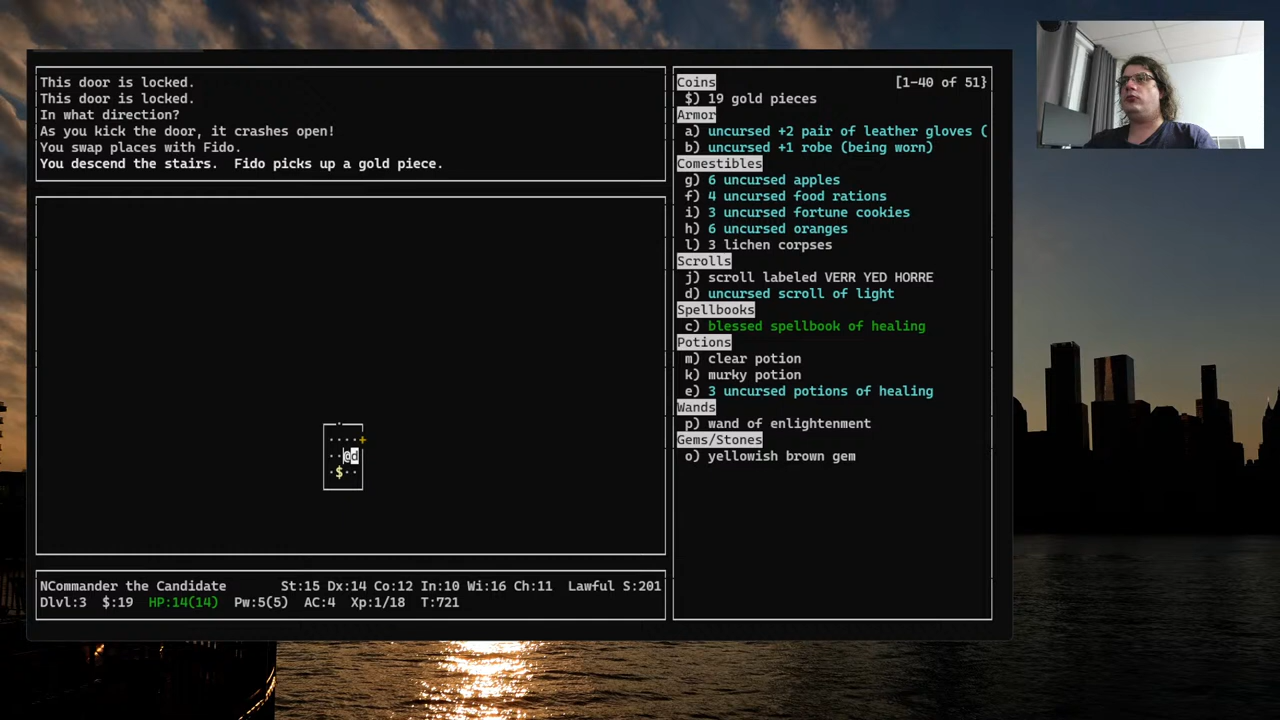 This door is locked.
This door is locked.
In what direction?
As you kick the door, it crashes open!
You swap places with Fido.
You descend the stairs.  Fido picks up a gold piece.
Coins [1-40 of 51}
$) 19 gold pieces
Armor
a) uncursed +2 pair of leather gloves (
b) uncursed +1 robe (being worn)
Comestibles
g) 6 uncursed apples
f) 4 uncursed food rations
i) 3 uncursed fortune cookies
h) 6 uncursed oranges
l) 3 lichen corpses
Scrolls
j) scroll labeled VERR YED HORRE
d) uncursed scroll of light
Spellbooks
c) blessed spellbook of healing
Potions
m) clear potion
k) murky potion
e) 3 uncursed potions of healing
Wands
p) wand of enlightenment
Gems/Stones
o) yellowish brown gem
. . . . +
. . @d
. $ . .
NCommander the Candidate St:15 Dx:14 Co:12 In:10 Wi:16 Ch:11 Lawful S:201
Dlvl:3 $:19 HP:14(14) Pw:5(5) AC:4 Xp:1/18 T:721